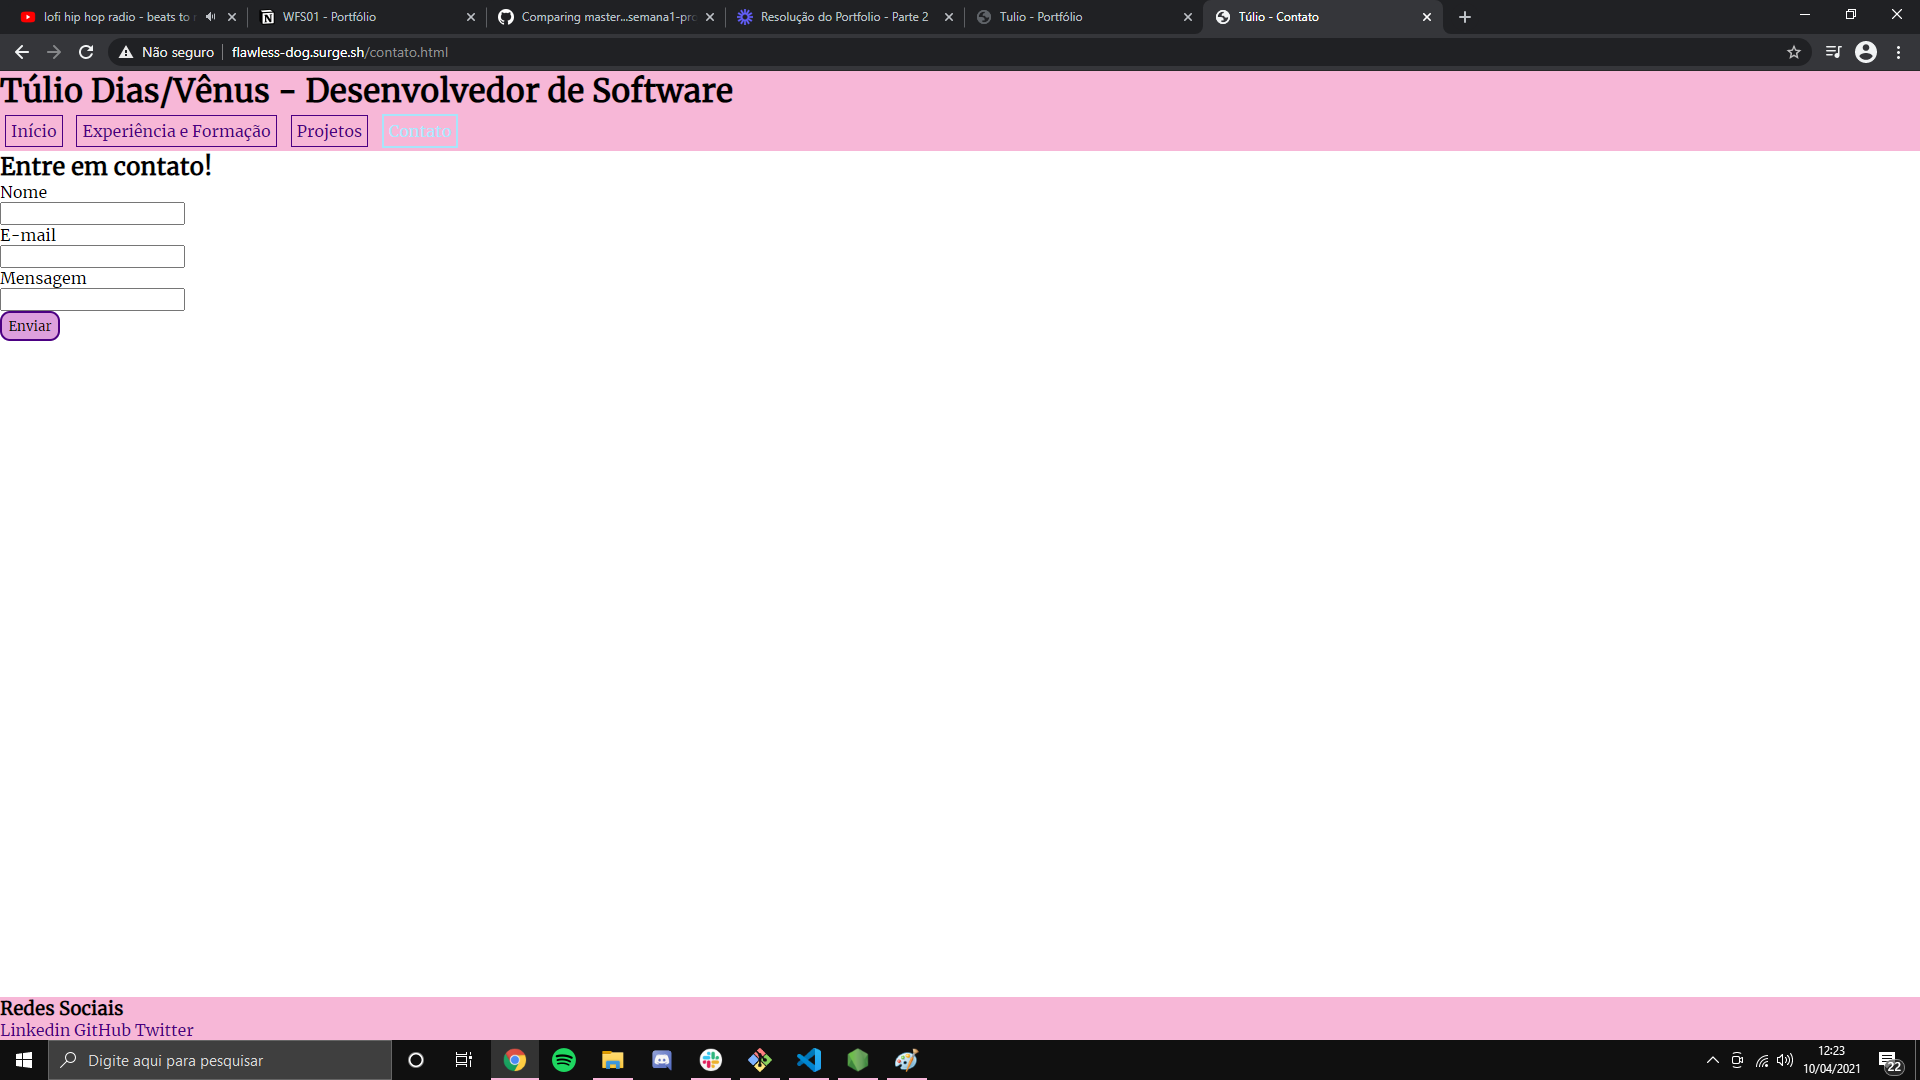 lofi hip hop radio - beats to
WFS01 - Portfólio
Comparing master...semana1-pro
Resolução do Portfolio - Parte 2
Tulio - Portfólio
Túlio - Contato
Não seguro
flawless-dog.surge.sh/contato.html
Túlio Dias/Vênus - Desenvolvedor de Software
Início Experiência e Formação Projetos Contato
Entre em contato!
Nome
E-mail
Mensagem
Enviar
Redes Sociais
Linkedin GitHub Twitter
Digite aqui para pesquisar
12:23
10/04/2021
22